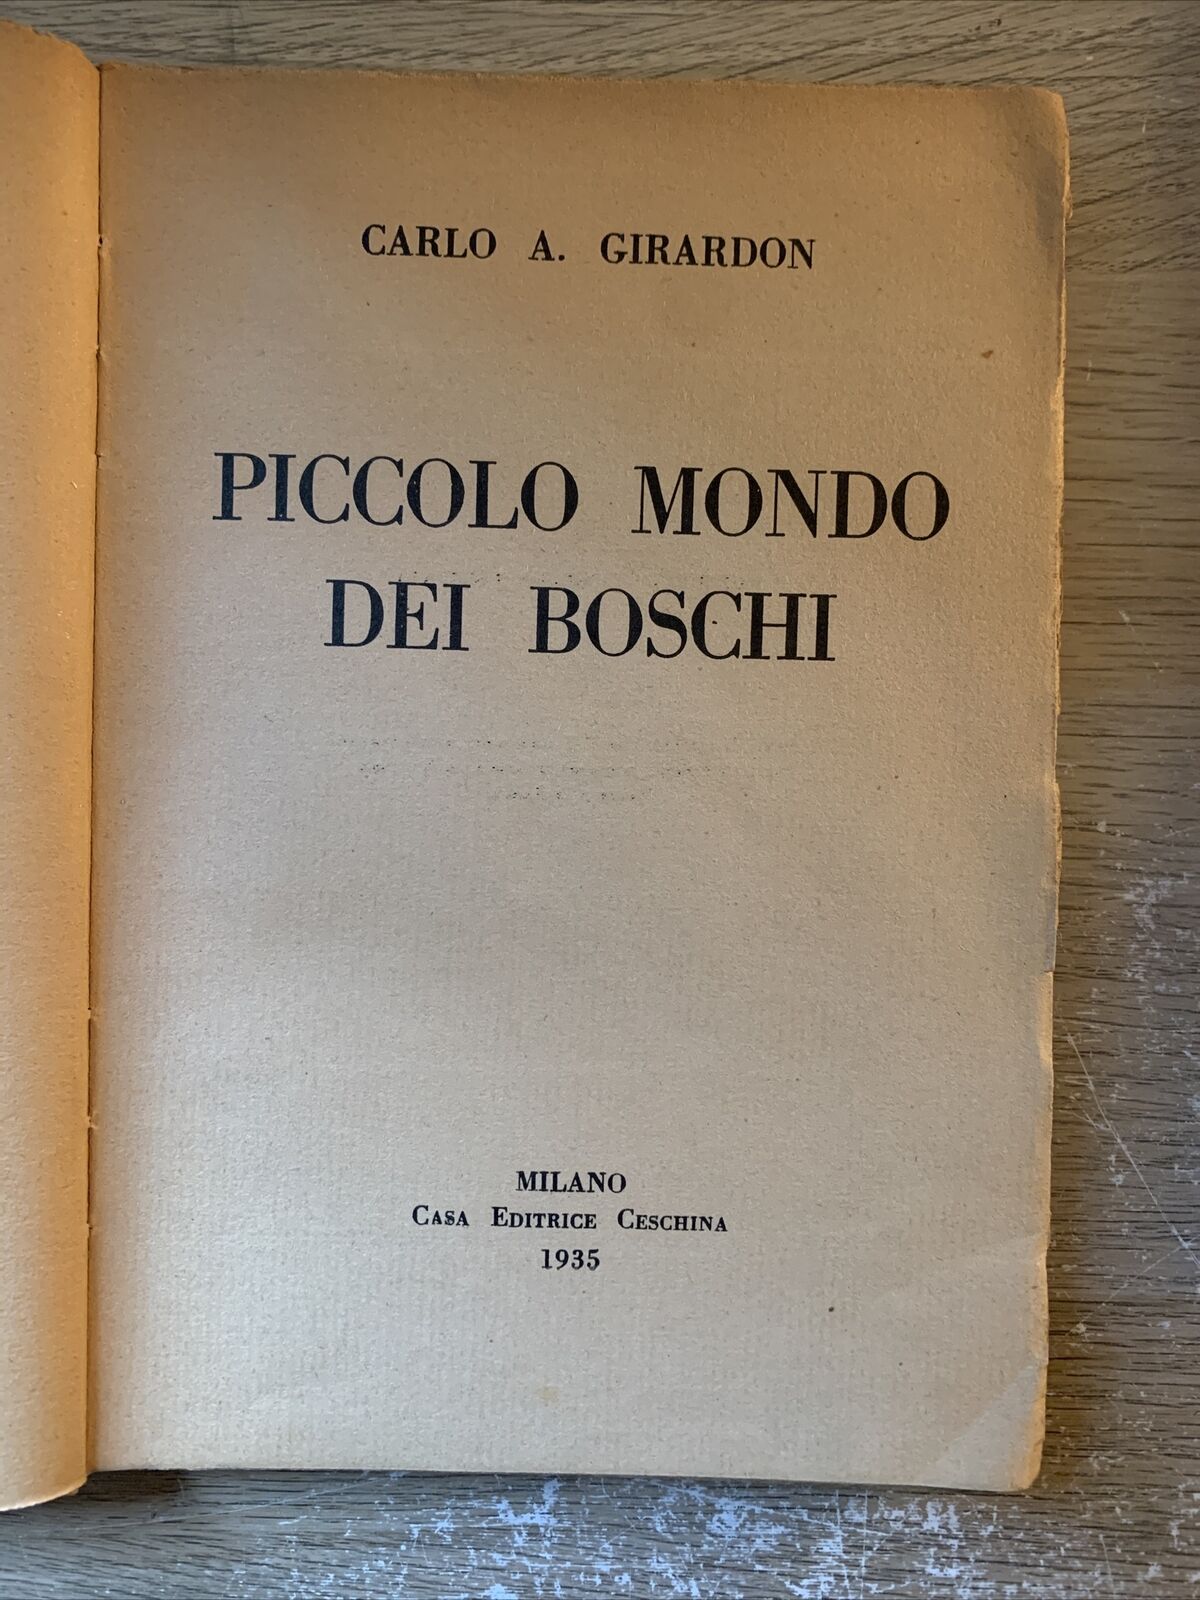 CARLO A. GIRARDON
PICCOLO MONDO
DEI BOSCHI
MILANO
CASA EDITRICE CESCHINA
1935